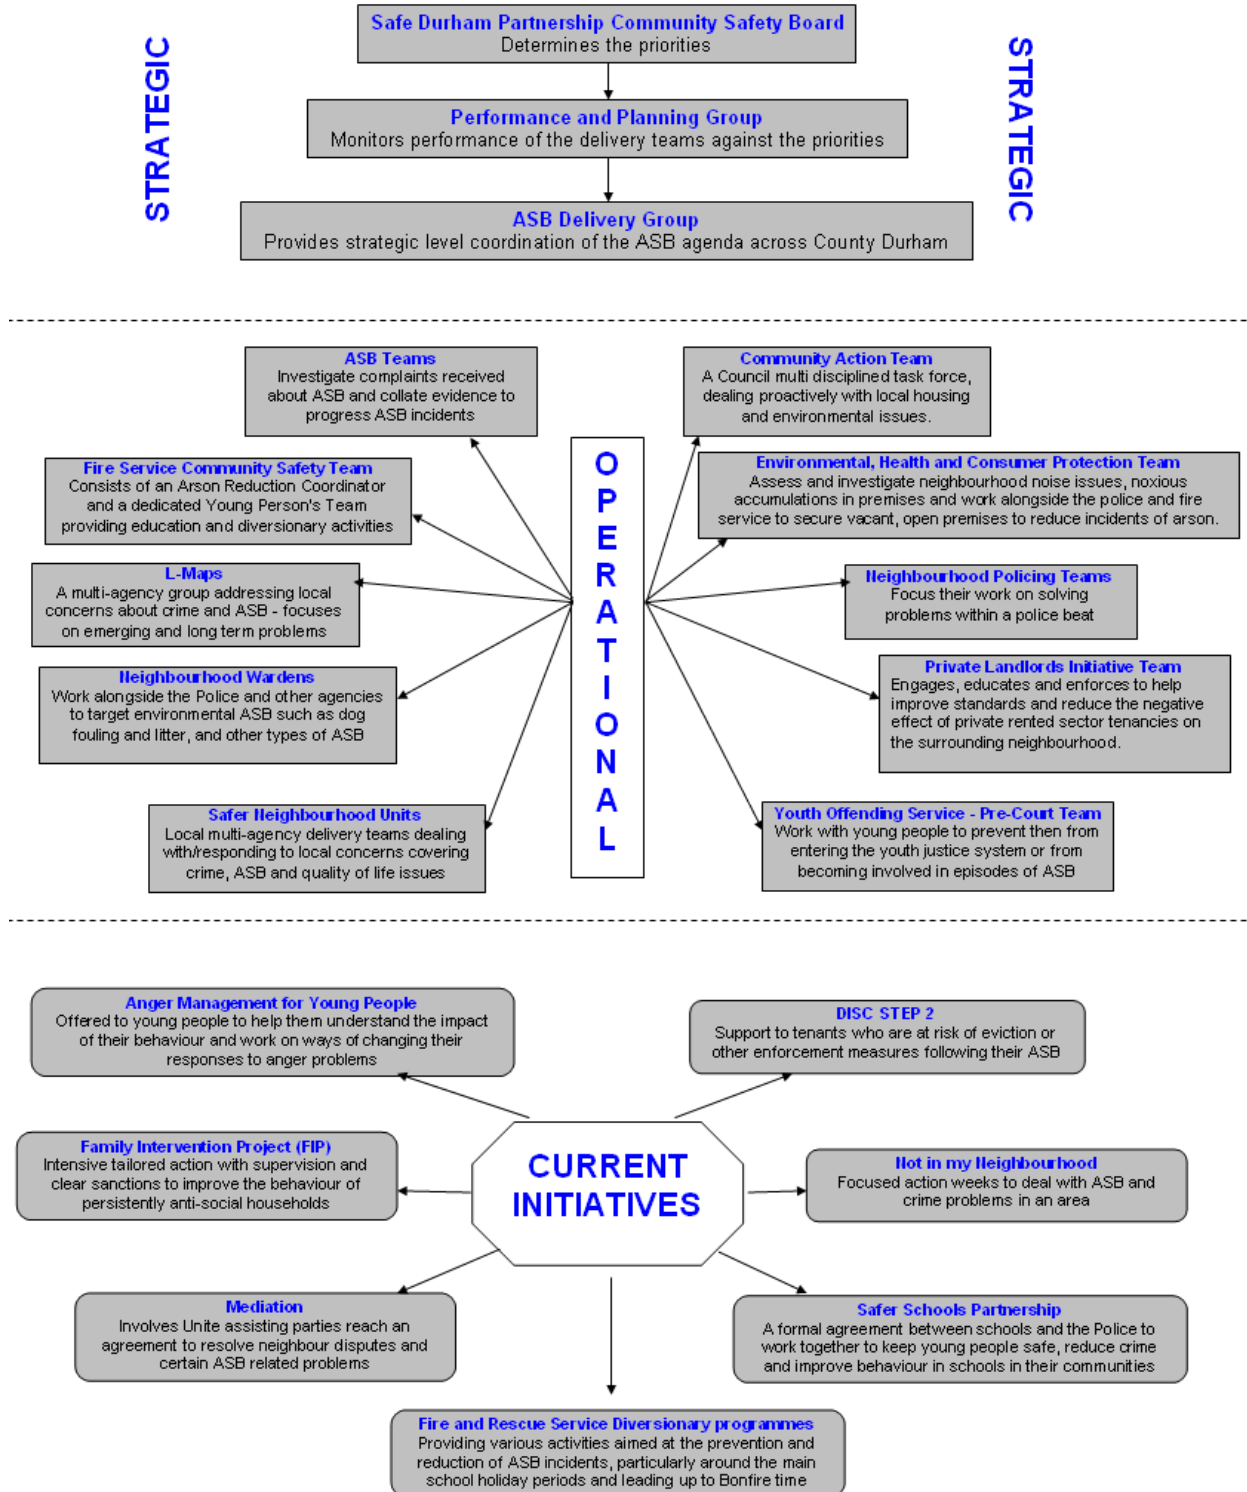 Safe Durham Partnership Community Safety Board
Determines the priorities
STRATEGIC
STRATEGIC
Performance and Planning Group
Monitors performance of the delivery teams against the priorities
ASB Delivery Group
Provides strategic level coordination of the ASB agenda across County Durham
ASB Teams
Investigate complaints received
about ASB and collate evidence to
progress ASB incidents
Community Action Team
A Council multi disciplined task force,
dealing proactively with local housing
and environmental issues.
OPERATIONAL
Fire Service Community Safety Team
Consists of an Arson Reduction Coordinator
and a dedicated Young Person's Team
providing education and diversionary activities
Environmental, Health and Consumer Protection Team
Assess and investigate neighbourhood noise issues, noxious
accumulations in premises and work alongside the police and fire
service to secure vacant, open premises to reduce incidents of arson.
L-Maps
A multi-agency group addressing local
concerns about crime and ASB - focuses
on emerging and long term problems
Neighbourhood Policing Teams
Focus their work on solving
problems within a police beat
Neighbourhood Wardens
Work alongside the Police and other agencies
to target environmental ASB such as dog
fouling and litter, and other types of ASB
Private Landlords Initiative Team
Engages, educates and enforces to help
improve standards and reduce the negative
effect of private rented sector tenancies on
the surrounding neighbourhood.
Safer Neighbourhood Units
Local multi-agency delivery teams dealing
with/responding to local concerns covering
crime, ASB and quality of life issues
Youth Offending Service - Pre-Court Team
Work with young people to prevent then from
entering the youth justice system or from
becoming involved in episodes of ASB
Anger Management for Young People
Offered to young people to help them understand the impact
of their behaviour and work on ways of changing their
responses to anger problems
DISC STEP 2
Support to tenants who are at risk of eviction or
other enforcement measures following their ASB
Family Intervention Project (FIP)
Intensive tailored action with supervision and
clear sanctions to improve the behaviour of
persistently anti-social households
CURRENT
INITIATIVES
Not in my Neighbourhood
Focused action weeks to deal with ASB and
crime problems in an area
Mediation
Involves Unite assisting parties reach an
agreement to resolve neighbour disputes and
certain ASB related problems
Safer Schools Partnership
A formal agreement between schools and the Police to
work together to keep young people safe, reduce crime
and improve behaviour in schools in their communities
Fire and Rescue Service Diversionary programmes
Providing various activities aimed at the prevention and
reduction of ASB incidents, particularly around the main
school holiday periods and leading up to Bonfire time